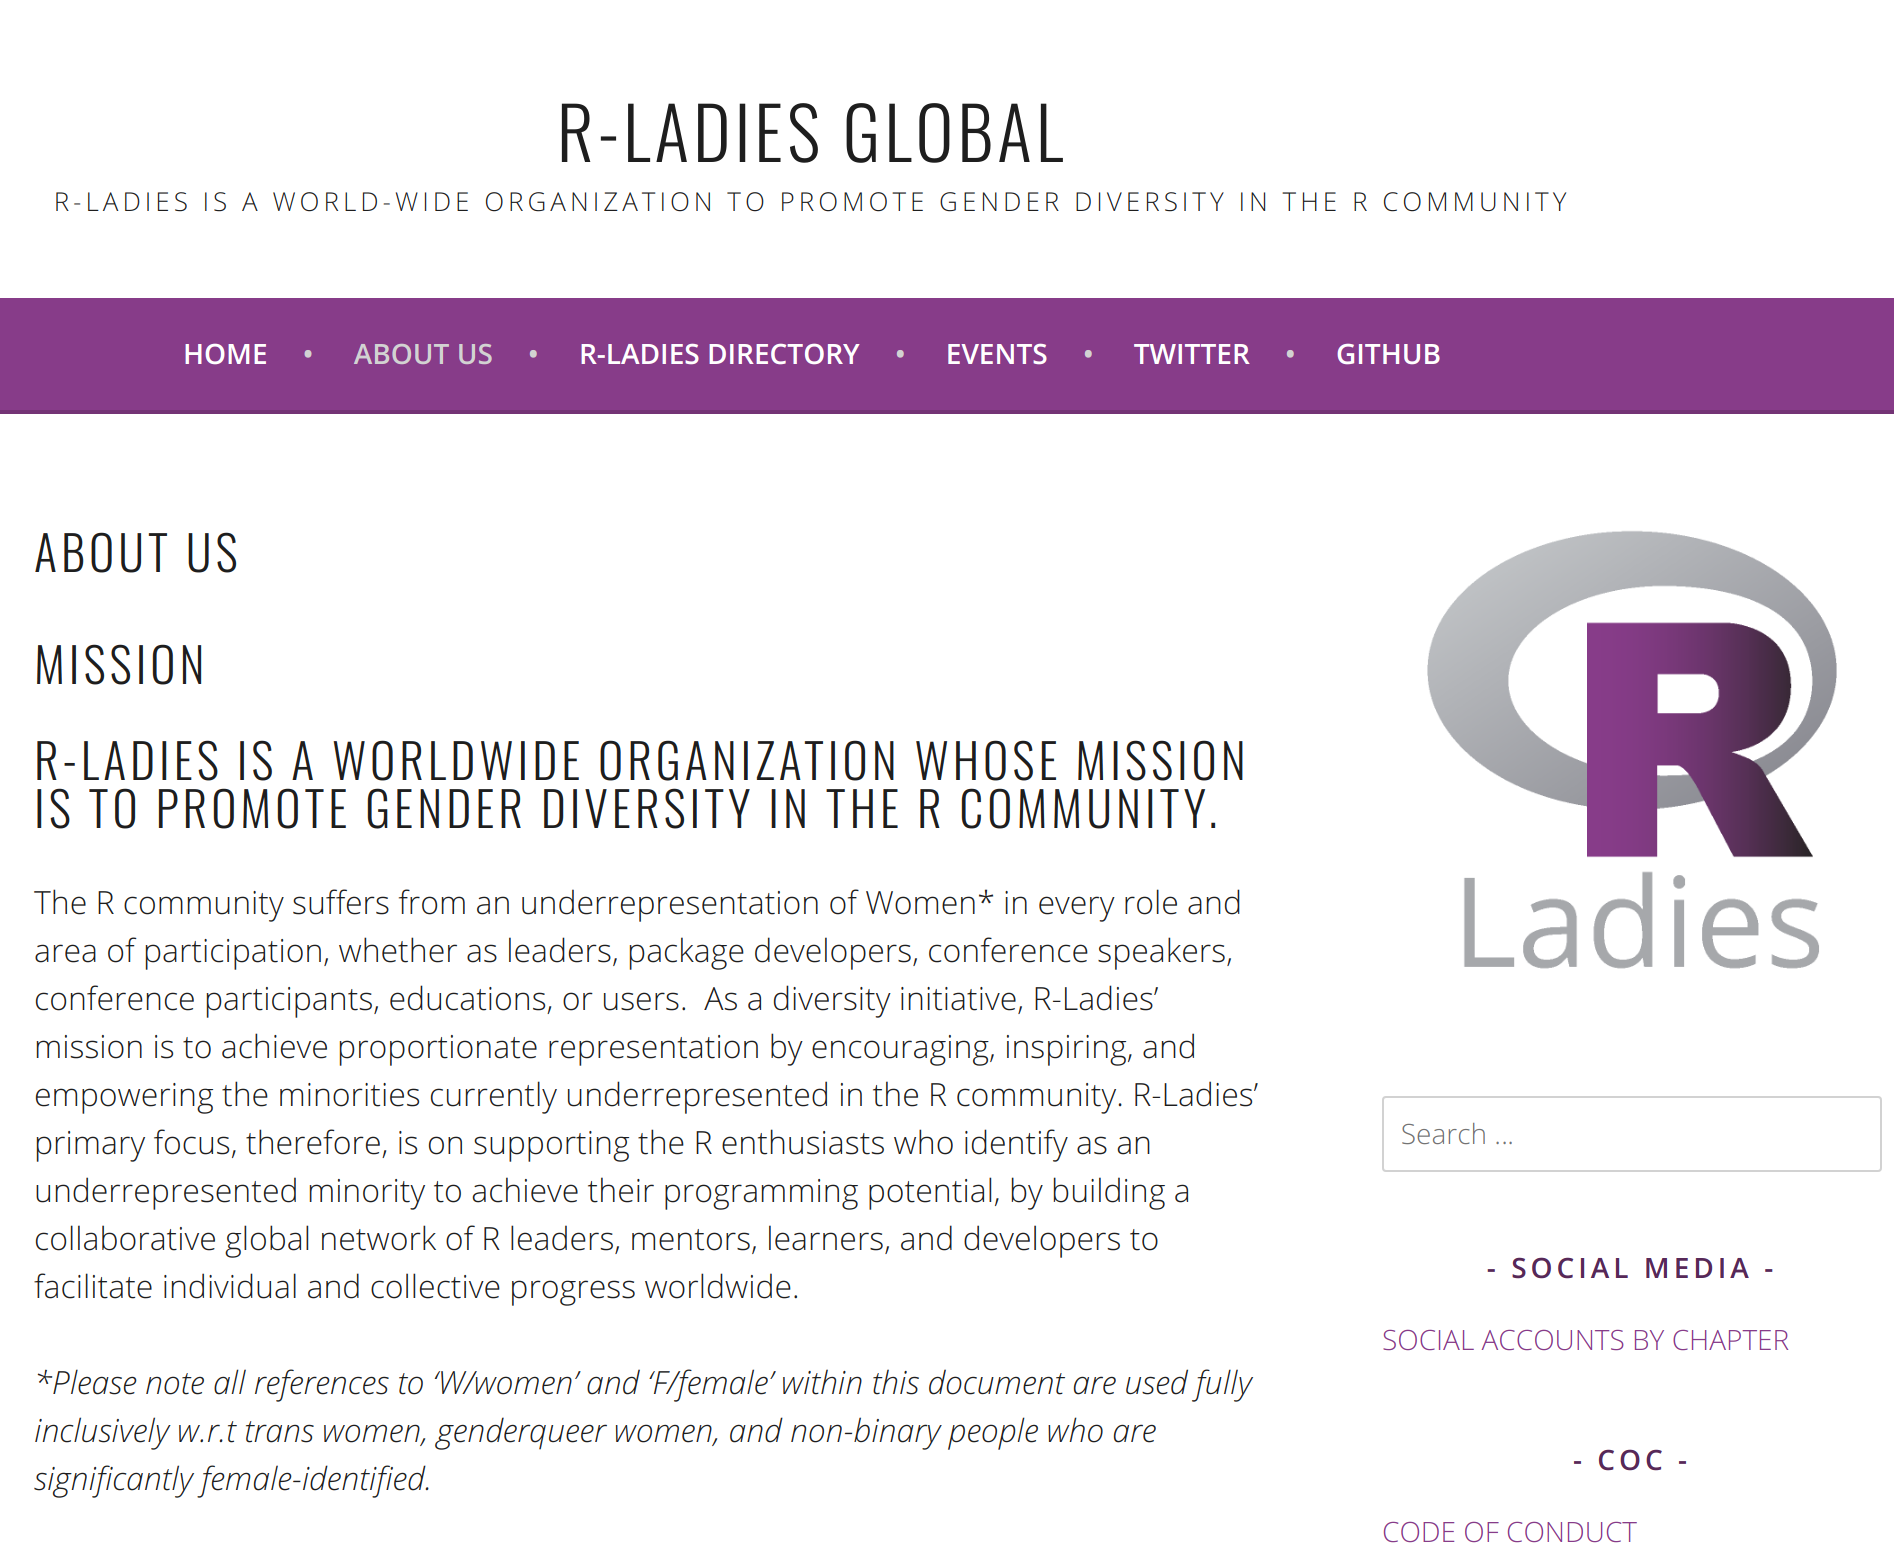 R-LADIES GLOBAL
R-LADIES IS A WORLD-WIDE ORGANIZATION TO PROMOTE GENDER DIVERSITY IN THE R COMMUNITY
HOME • ABOUT US • R-LADIES DIRECTORY • EVENTS • TWITTER • GITHUB
ABOUT US
MISSION
R-LADIES IS A WORLDWIDE ORGANIZATION WHOSE MISSION
IS TO PROMOTE GENDER DIVERSITY IN THE R COMMUNITY.
The R community suffers from an underrepresentation of Women* in every role and
area of participation, whether as leaders, package developers, conference speakers,
conference participants, educations, or users.  As a diversity initiative, R-Ladies’
mission is to achieve proportionate representation by encouraging, inspiring, and
empowering the minorities currently underrepresented in the R community. R-Ladies’
primary focus, therefore, is on supporting the R enthusiasts who identify as an
underrepresented minority to achieve their programming potential, by building a
collaborative global network of R leaders, mentors, learners, and developers to
facilitate individual and collective progress worldwide.
*Please note all references to ‘W/women’ and ‘F/female’ within this document are used fully
inclusively w.r.t trans women, genderqueer women, and non-binary people who are
significantly female-identified.
R
Ladies
Search ...
- SOCIAL MEDIA -
SOCIAL ACCOUNTS BY CHAPTER
- COC -
CODE OF CONDUCT